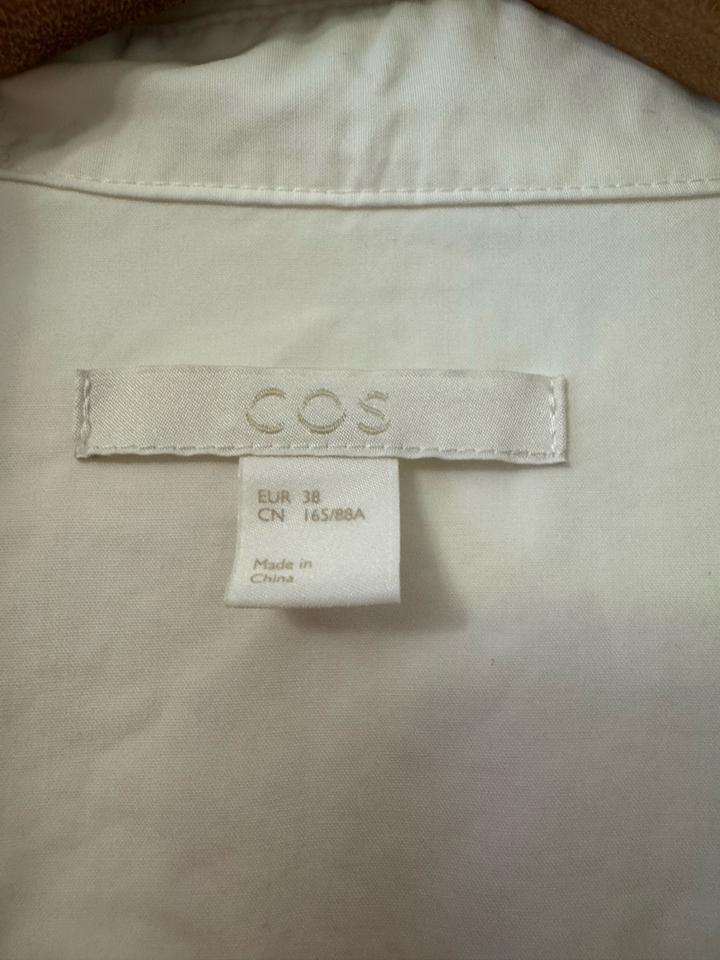 COS
EUR 38
CN 165/88A
Made in
China